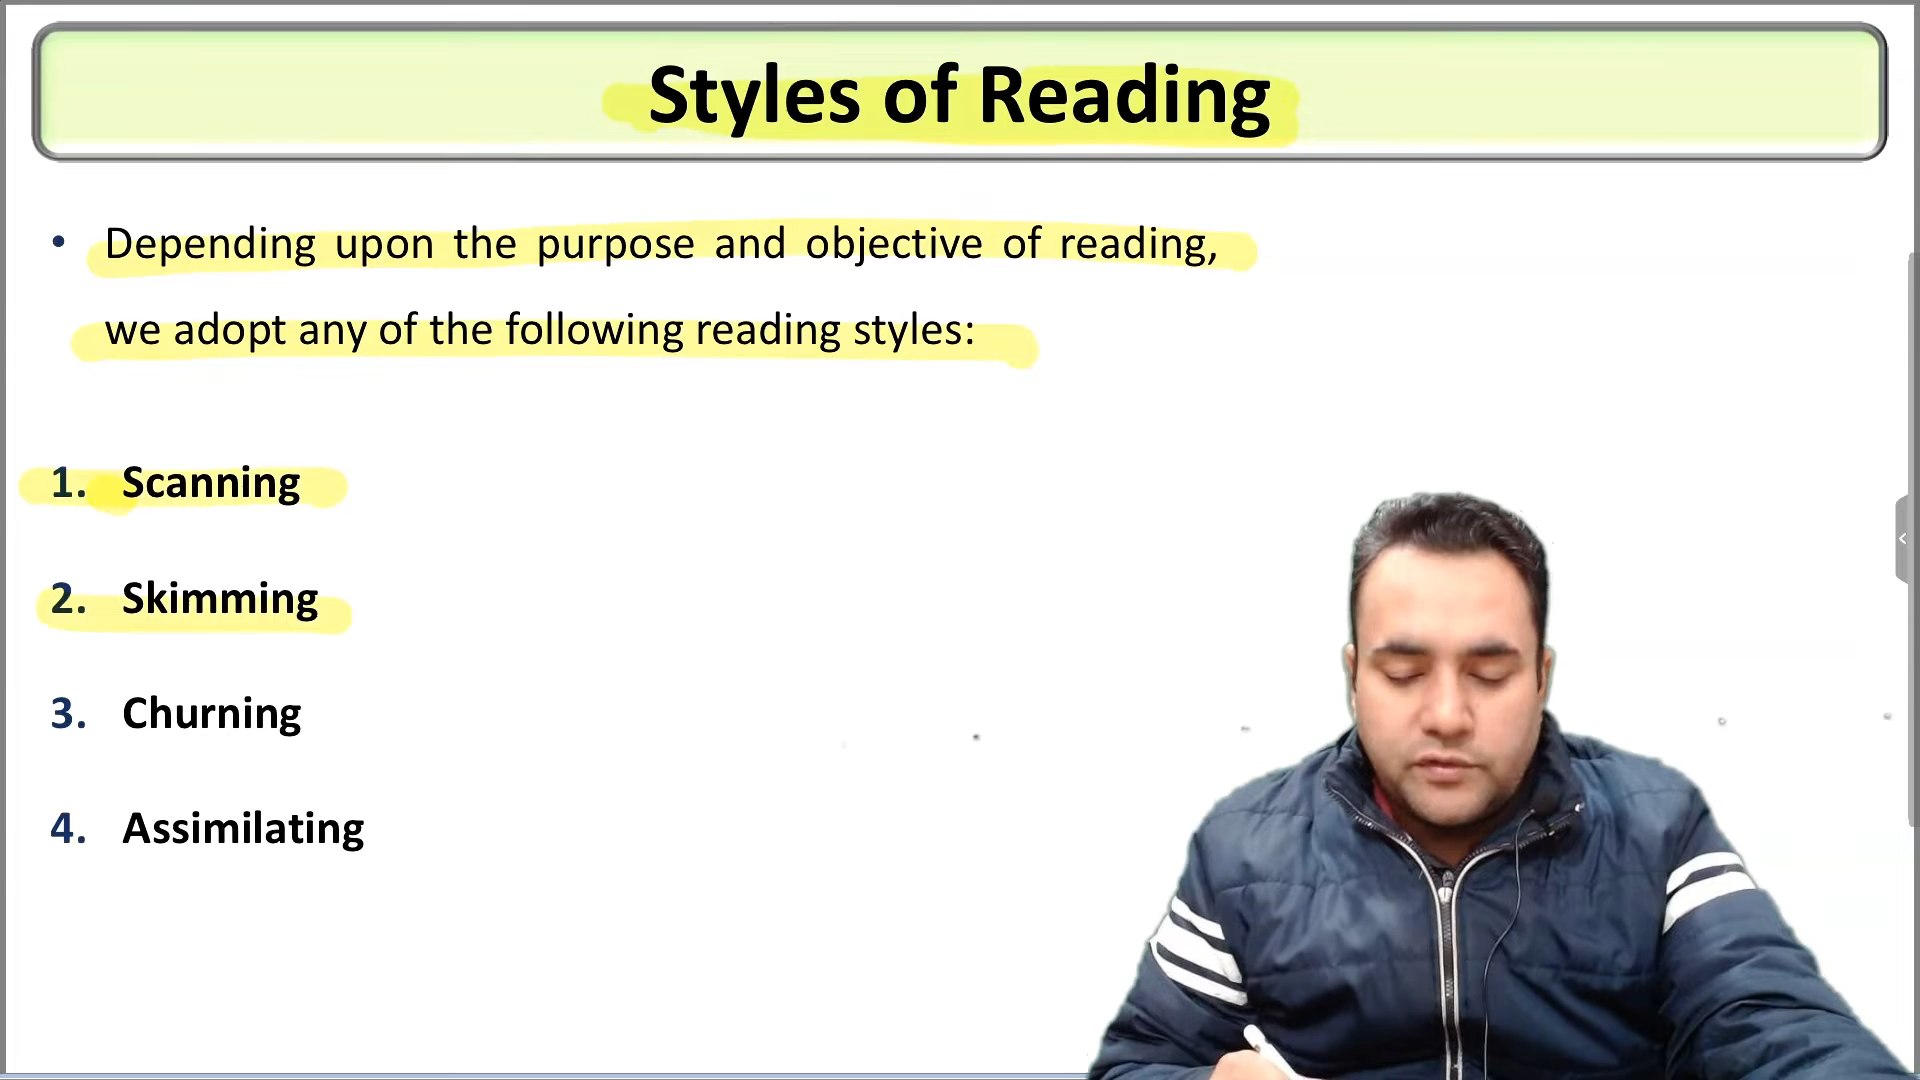 Styles of Reading
• Depending upon the purpose and objective of reading,
we adopt any of the following reading styles:
1. Scanning
2. Skimming
3. Churning
4. Assimilating